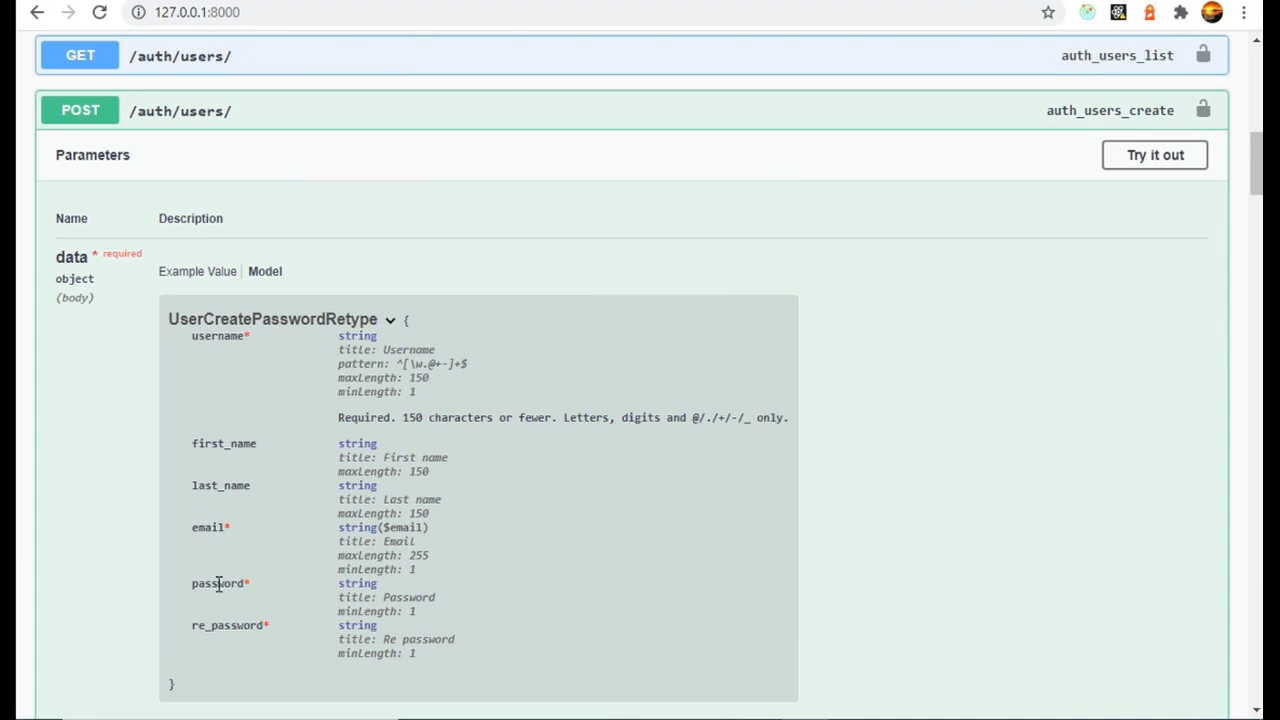 127.0.0.1:8000
GET /auth/users/ auth_users_list
POST /auth/users/ auth_users_create
Parameters Try it out
Name Description
data * required
object
(body)
Example Value Model
UserCreatePasswordRetype {
username* string
title: Username
pattern: ^[\w.@+-]+$
maxLength: 150
minLength: 1
Required. 150 characters or fewer. Letters, digits and @/./+/-/_ only.
first_name string
title: First name
maxLength: 150
last_name string
title: Last name
maxLength: 150
email* string($email)
title: Email
maxLength: 255
minLength: 1
password* string
title: Password
minLength: 1
re_password* string
title: Re password
minLength: 1
}